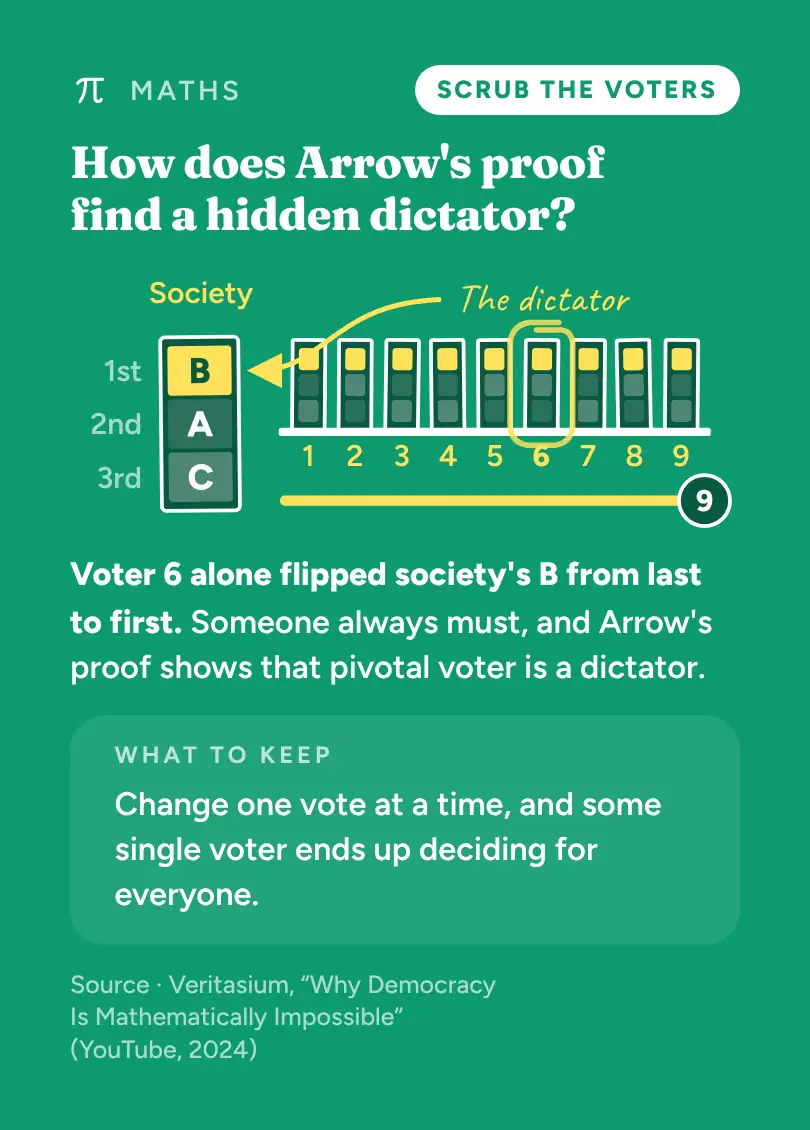 π MATHS
SCRUB THE VOTERS
How does Arrow's proof
find a hidden dictator?
Society
The dictator
1st B
2nd A
3rd C
1 2 3 4 5 6 7 8 9
9
Voter 6 alone flipped society's B from last
to first. Someone always must, and Arrow's
proof shows that pivotal voter is a dictator.
WHAT TO KEEP
Change one vote at a time, and some
single voter ends up deciding for
everyone.
Source · Veritasium, “Why Democracy
Is Mathematically Impossible”
(YouTube, 2024)